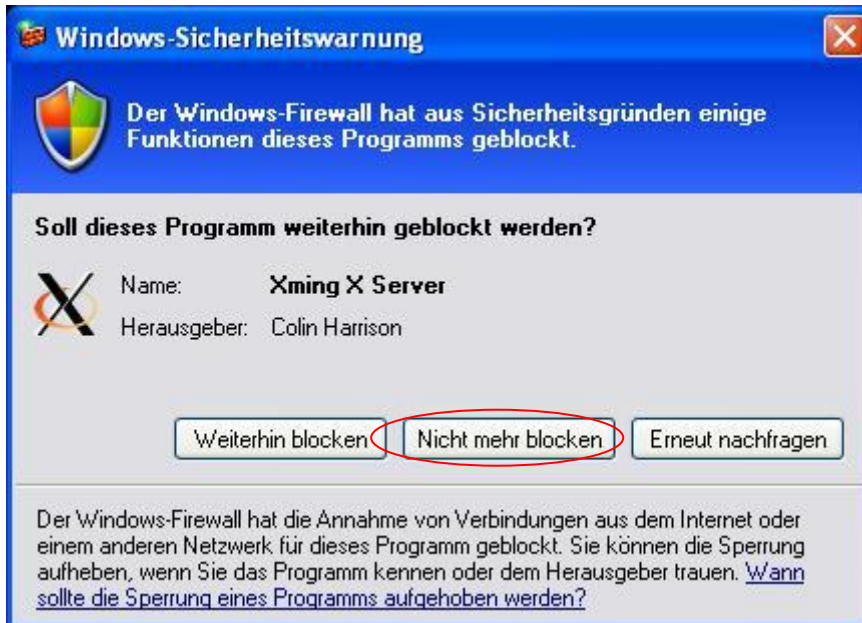 Windows-Sicherheitswarnung
Der Windows-Firewall hat aus Sicherheitsgründen einige
Funktionen dieses Programms geblockt.
Soll dieses Programm weiterhin geblockt werden?
Name: Xming X Server
Herausgeber: Colin Harrison
Weiterhin blocken Nicht mehr blocken Erneut nachfragen
Der Windows-Firewall hat die Annahme von Verbindungen aus dem Internet oder
einem anderen Netzwerk für dieses Programm geblockt. Sie können die Sperrung
aufheben, wenn Sie das Programm kennen oder dem Herausgeber trauen. Wann
sollte die Sperrung eines Programms aufgehoben werden?